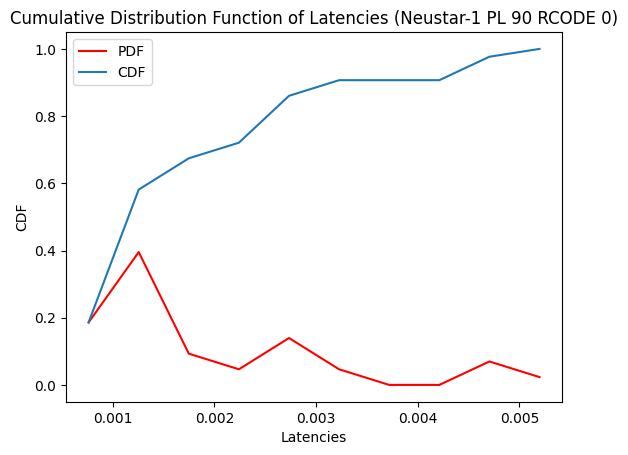 Cumulative Distribution Function of Latencies (Neustar-1 PL 90 RCODE 0)
PDF
CDF
1.0
0.8
0.6
0.4
0.2
0.0
CDF
0.001 0.002 0.003 0.004 0.005
Latencies